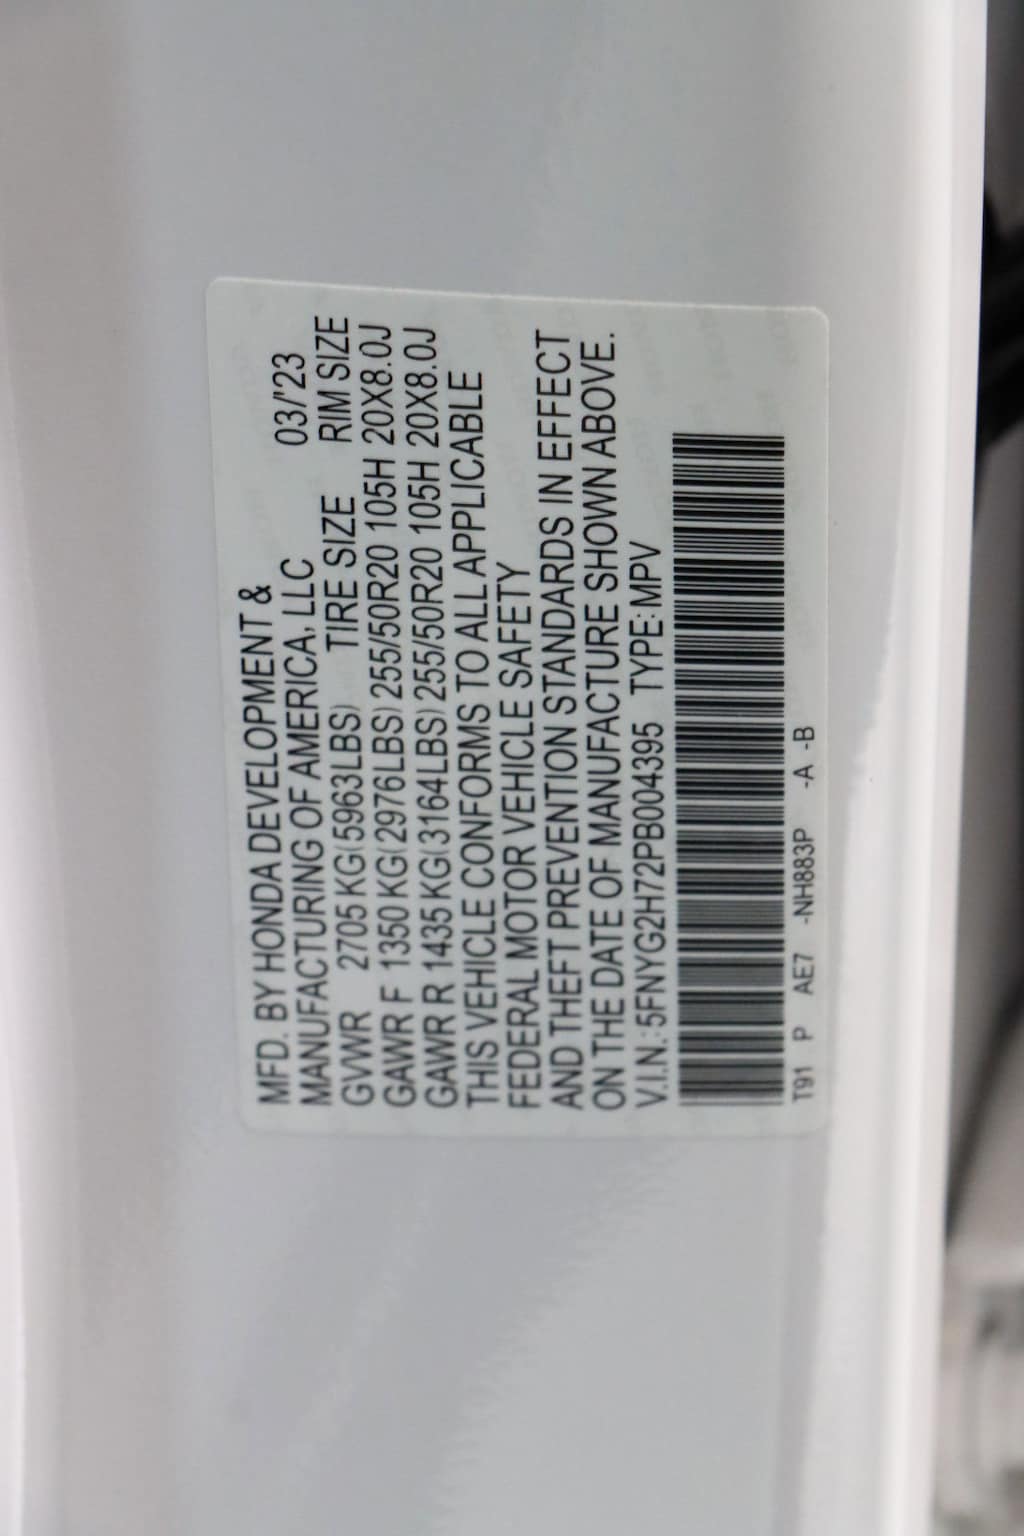 MFD. BY HONDA DEVELOPMENT &
MANUFACTURING OF AMERICA, LLC 03/'23
GVWR 2705 KG(5963LBS) TIRE SIZE RIM SIZE
GAWR F 1350 KG(2976LBS) 255/50R20 105H 20X8.0J
GAWR R 1435 KG(3164LBS) 255/50R20 105H 20X8.0J
THIS VEHICLE CONFORMS TO ALL APPLICABLE
FEDERAL MOTOR VEHICLE SAFETY
AND THEFT PREVENTION STANDARDS IN EFFECT
ON THE DATE OF MANUFACTURE SHOWN ABOVE.
V.I.N.:5FNYG2H72PB004395 TYPE:MPV
T91 P AE7 -NH883P -A -B